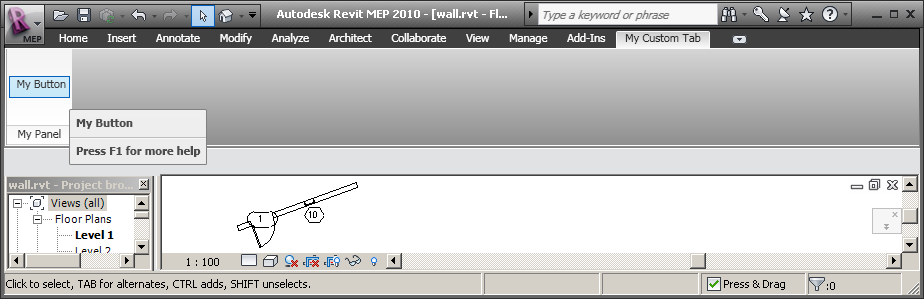 MEP
Autodesk Revit MEP 2010 - [wall.rvt - Fl...
Type a keyword or phrase
Home Insert Annotate Modify Analyze Architect Collaborate View Manage Add-Ins My Custom Tab
My Button
My Panel
My Button
Press F1 for more help
wall.rvt - Project bro...
Views (all)
Floor Plans
Level 1
Level 2
1
10
1 : 100
Click to select, TAB for alternates, CTRL adds, SHIFT unselects.
Press & Drag
:0